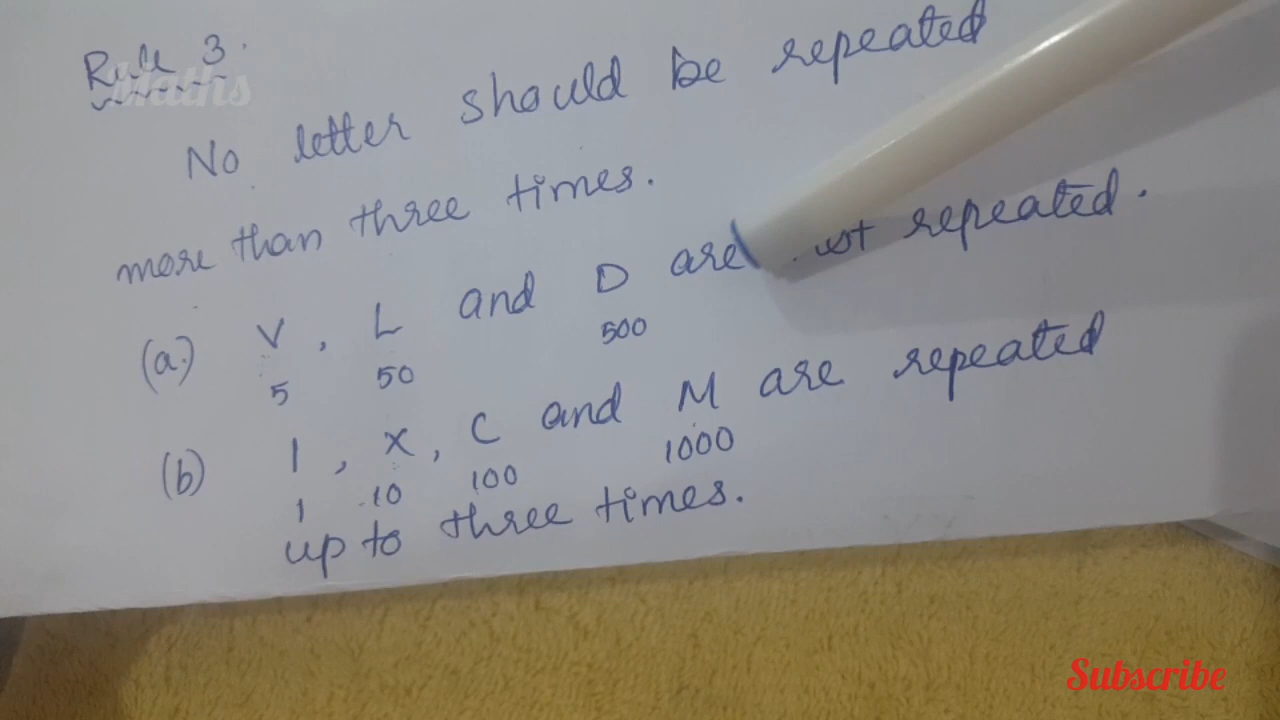 Rule 3.
Maths
No letter should be repeated
more than three times.
(a.) V, L and D are repeated.
5 50 500
(b) I, X, C and M are repeated
1 10 100 1000
up to three times.
Subscribe